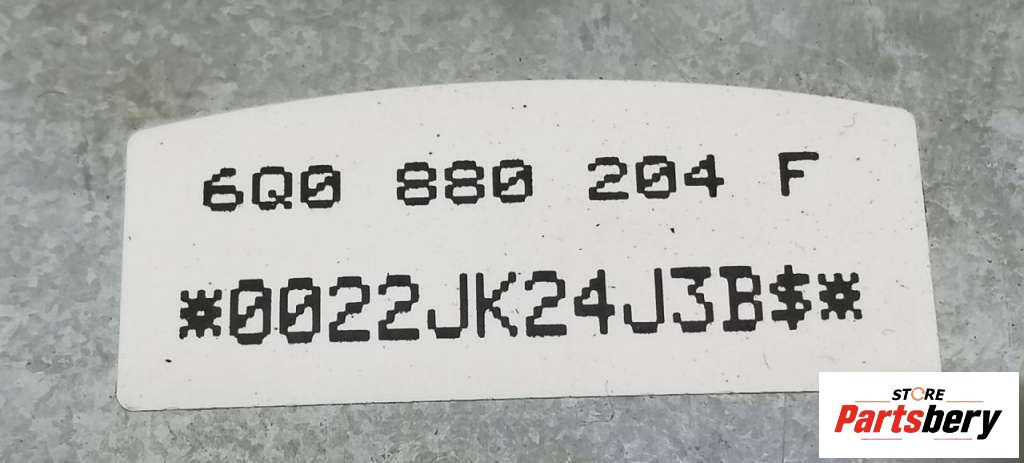 6Q0 880 204 F
*0022JK24J3B$*
STORE
Partsbery